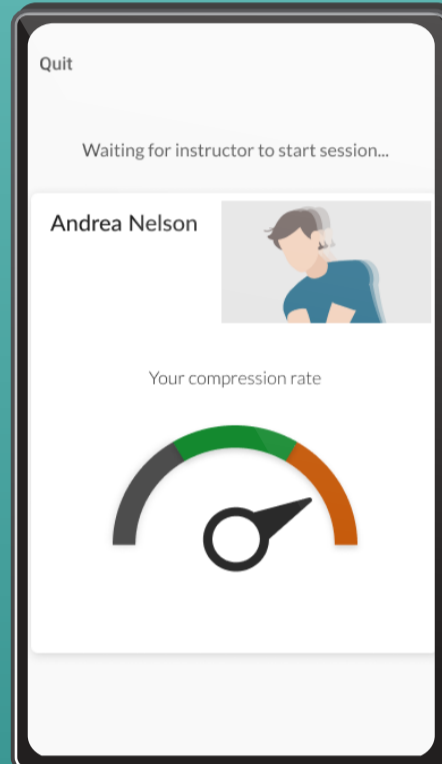 Quit
Waiting for instructor to start session...
Andrea Nelson
Your compression rate